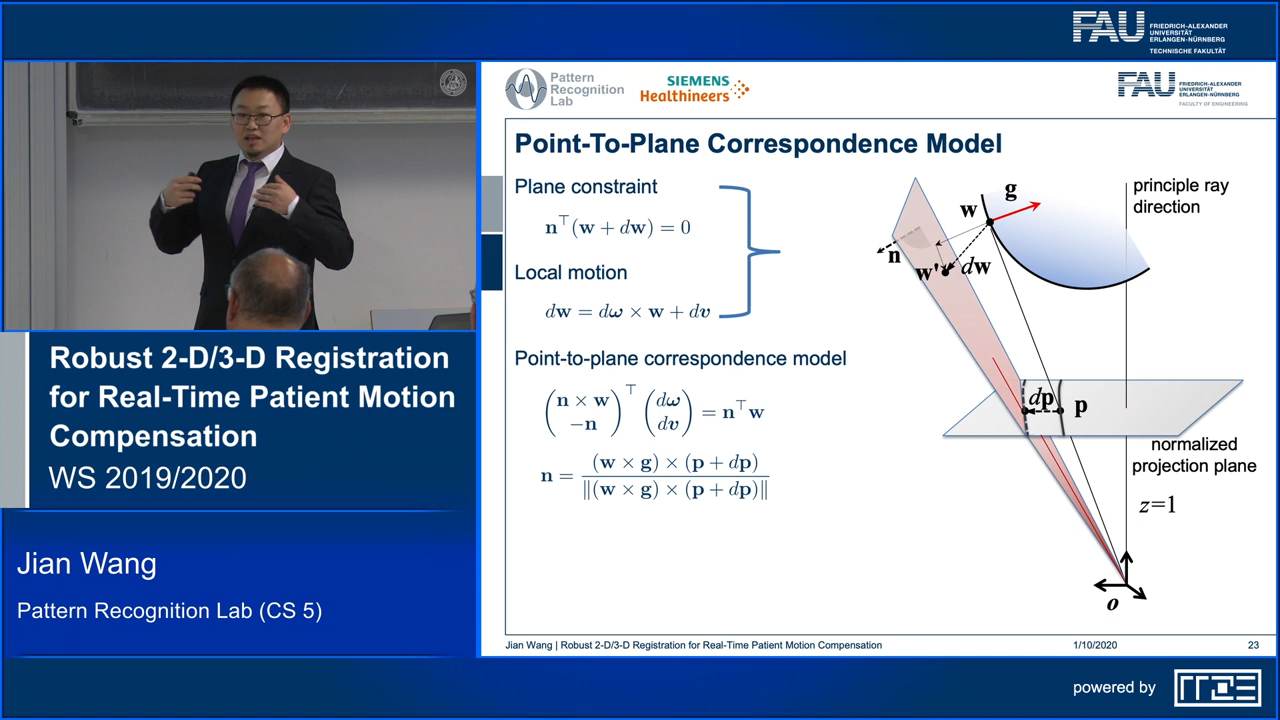 FAU
FRIEDRICH-ALEXANDER
UNIVERSITÄT
ERLANGEN-NÜRNBERG
TECHNISCHE FAKULTÄT
Pattern
Recognition
Lab
SIEMENS
Healthineers
FAU
FRIEDRICH-ALEXANDER
UNIVERSITÄT
ERLANGEN-NÜRNBERG
FACULTY OF ENGINEERING
Point-To-Plane Correspondence Model
Plane constraint
n⊤(w + dw) = 0
Local motion
dw = dω × w + dv
Point-to-plane correspondence model
(n × w
−n)⊤ (dω
dv) = n⊤w
n = (w × g) × (p + dp)
‖(w × g) × (p + dp)‖
principle ray
direction
g
w
n
w'
dw
dp
p
normalized
projection plane
z=1
o
Jian Wang | Robust 2-D/3-D Registration for Real-Time Patient Motion Compensation
1/10/2020
23
Robust 2-D/3-D Registration
for Real-Time Patient Motion
Compensation
WS 2019/2020
Jian Wang
Pattern Recognition Lab (CS 5)
powered by